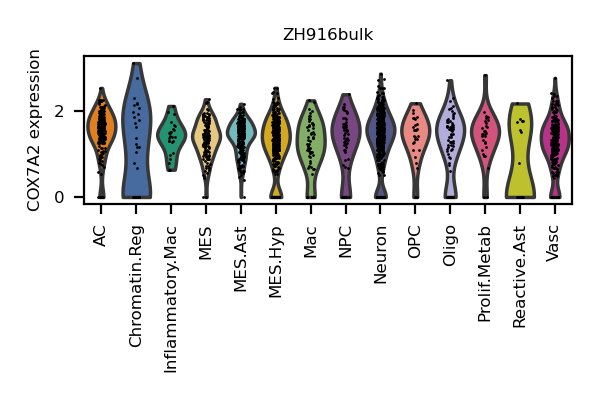 ZH916bulk
COX7A2 expression
2
0
AC
Chromatin.Reg
Inflammatory.Mac
MES
MES.Ast
MES.Hyp
Mac
NPC
Neuron
OPC
Oligo
Prolif.Metab
Reactive.Ast
Vasc